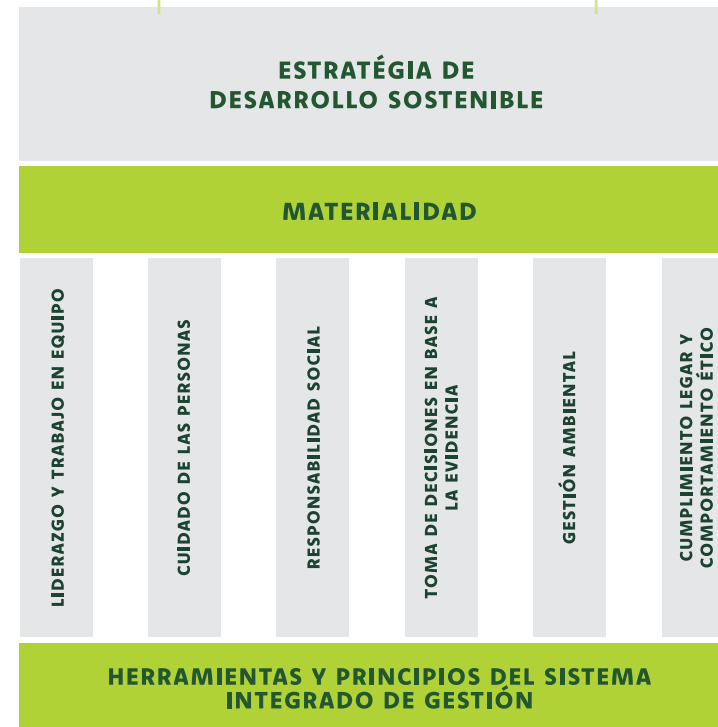 ESTRATÉGIA DE
DESARROLLO SOSTENIBLE
MATERIALIDAD
LIDERAZGO Y TRABAJO EN EQUIPO
CUIDADO DE LAS PERSONAS
RESPONSABILIDAD SOCIAL
TOMA DE DECISIONES EN BASE A
LA EVIDENCIA
GESTIÓN AMBIENTAL
CUMPLIMIENTO LEGAR Y
COMPORTAMIENTO ÉTICO
HERRAMIENTAS Y PRINCIPIOS DEL SISTEMA
INTEGRADO DE GESTIÓN